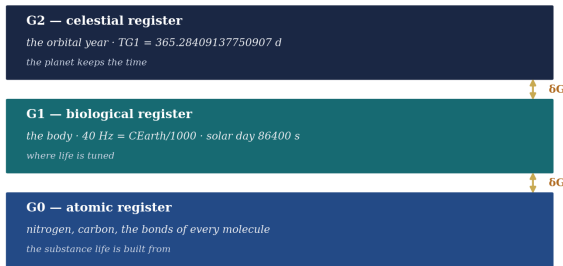 G2 — celestial register
the orbital year · TG1 = 365.28409137750907 d
the planet keeps the time
δG
G1 — biological register
the body · 40 Hz = CEarth/1000 · solar day 86400 s
where life is tuned
δG
G0 — atomic register
nitrogen, carbon, the bonds of every molecule
the substance life is built from